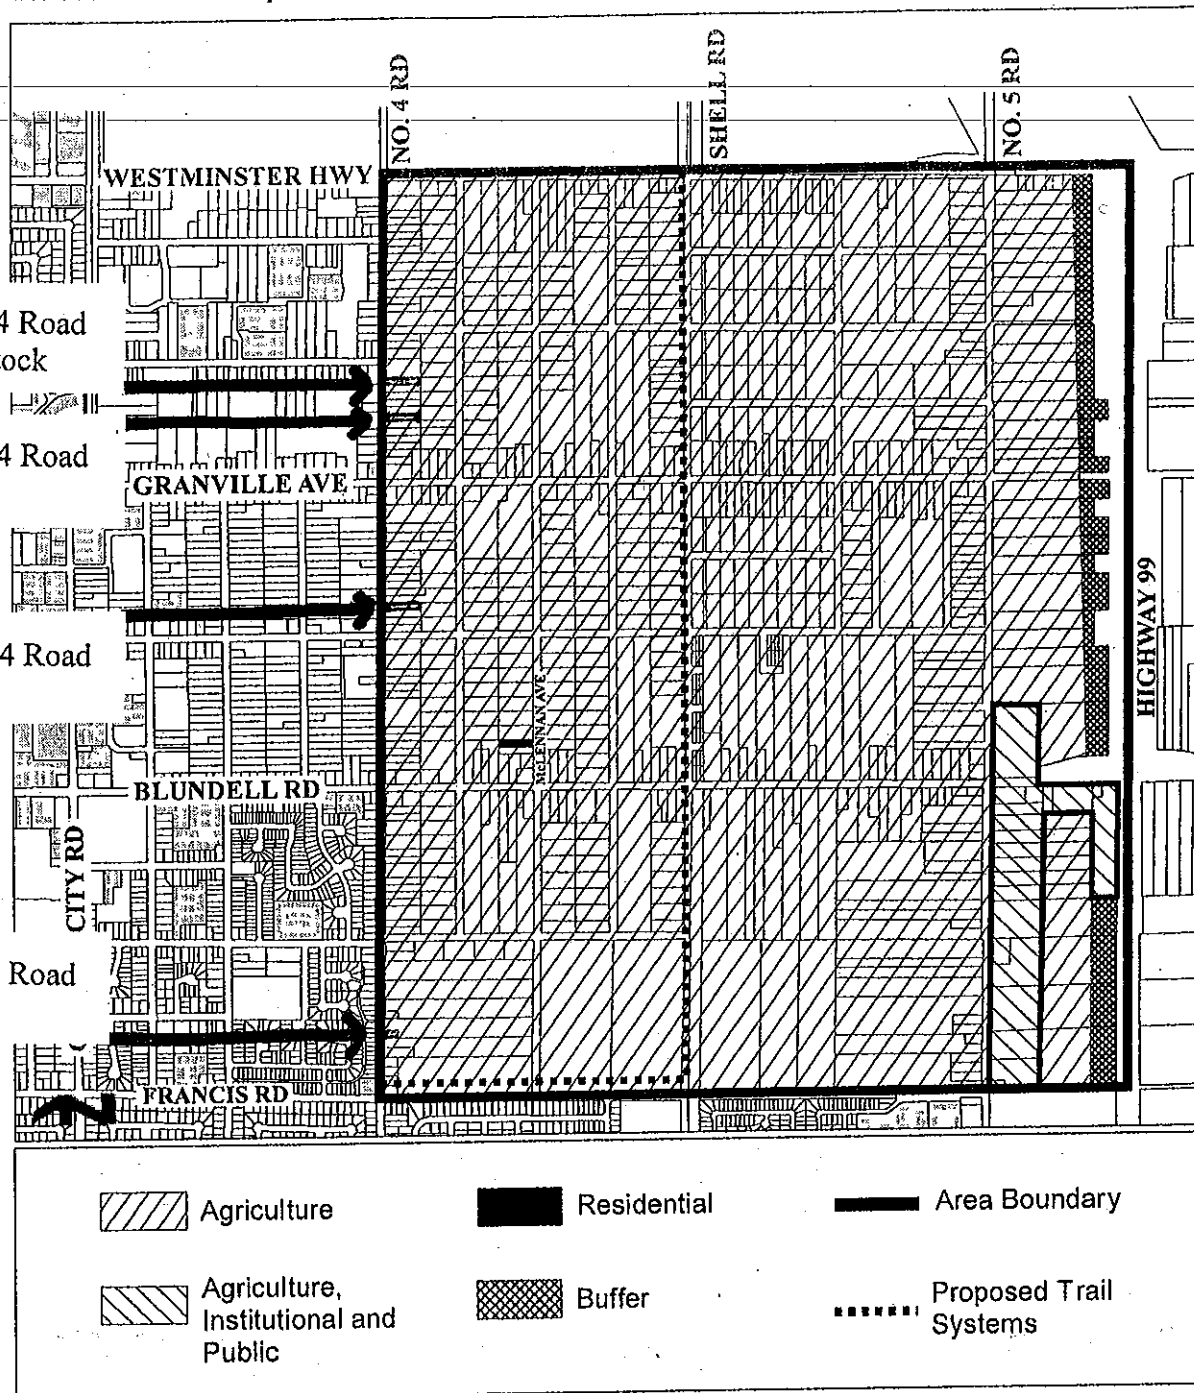 NO. 4 RD
SHELL RD
NO. 5 RD
WESTMINSTER HWY
4 Road
tock
4 Road
GRANVILLE AVE
HIGHWAY 99
4 Road
McLENNAN AVE
BLUNDELL RD
CITY RD
Road
FRANCIS RD
Agriculture
Residential
Area Boundary
Agriculture,
Institutional and
Public
Buffer
Proposed Trail
Systems